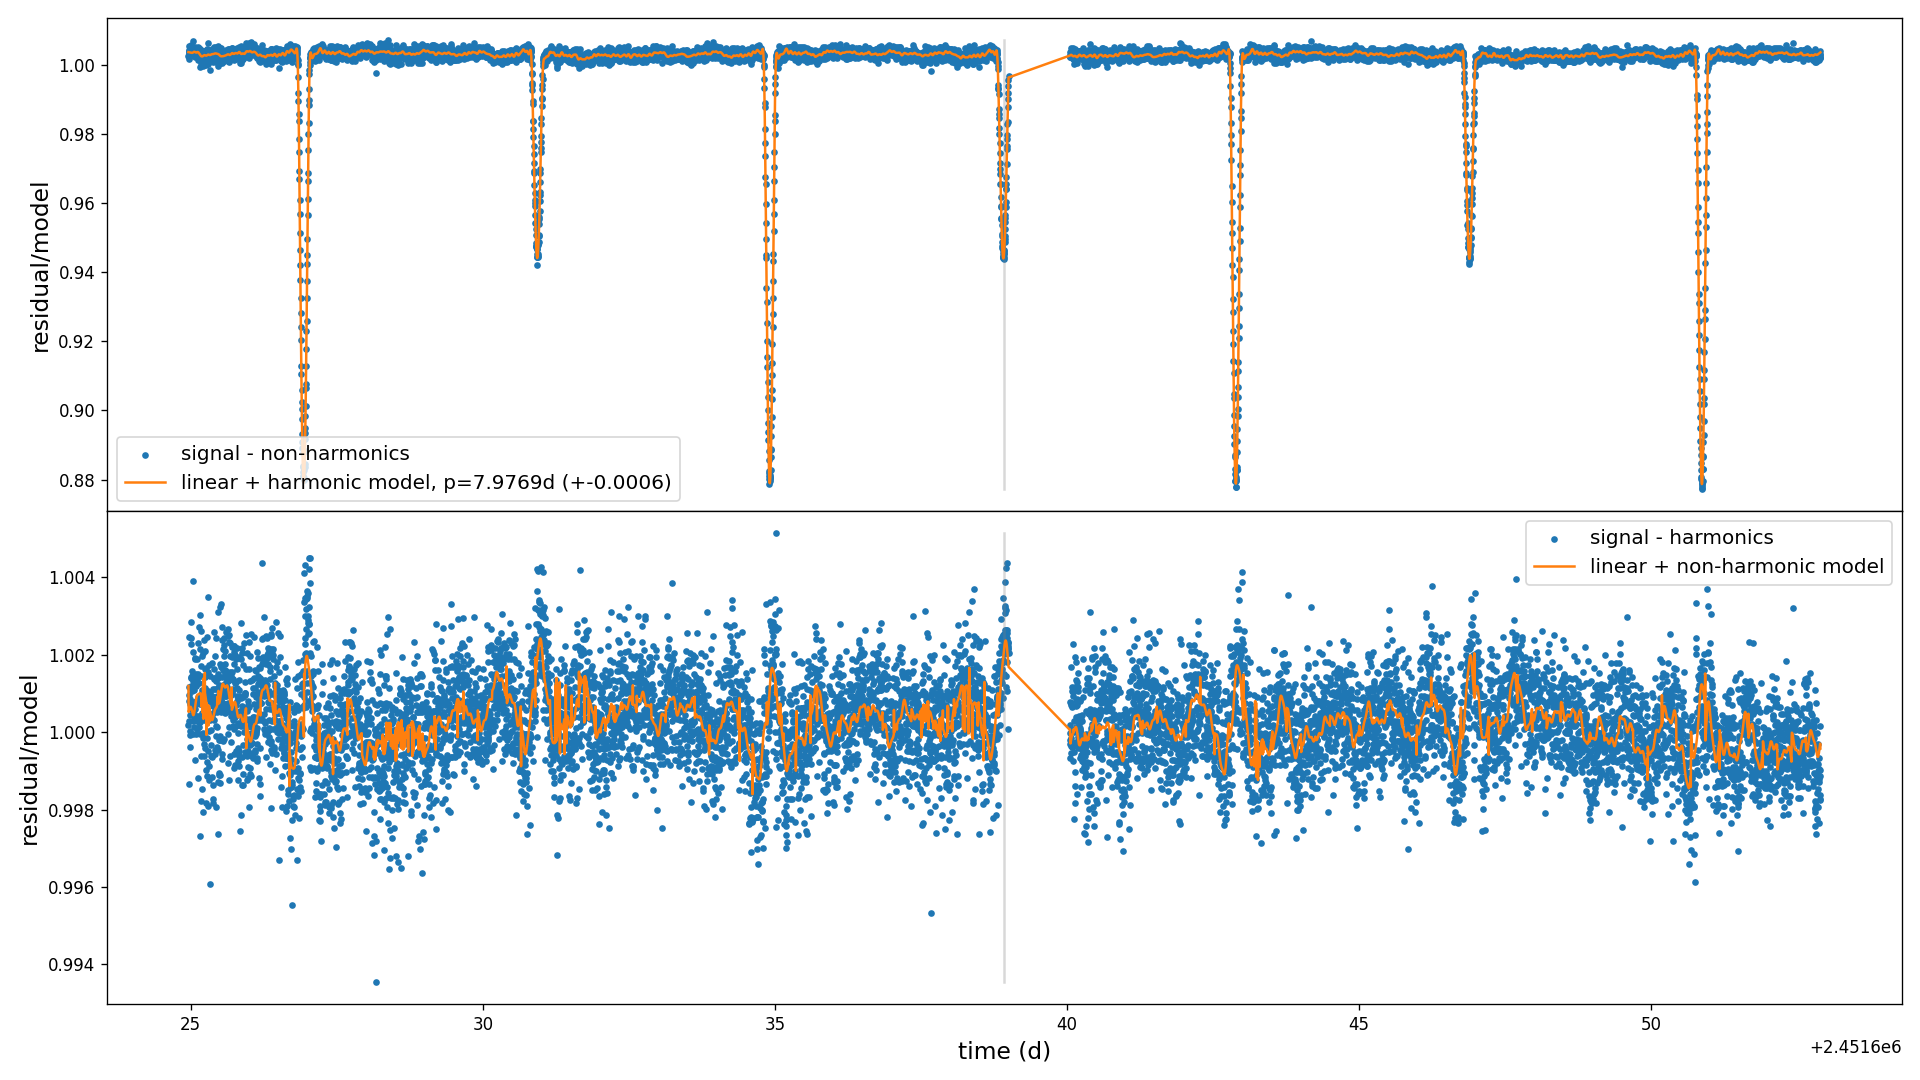 1.00
0.98
0.96
0.94
0.92
0.90
0.88
residual/model
signal - non-harmonics
linear + harmonic model, p=7.9769d (+-0.0006)
1.004
1.002
1.000
0.998
0.996
0.994
residual/model
signal - harmonics
linear + non-harmonic model
25 30 35 40 45 50
time (d)
+2.4516e6